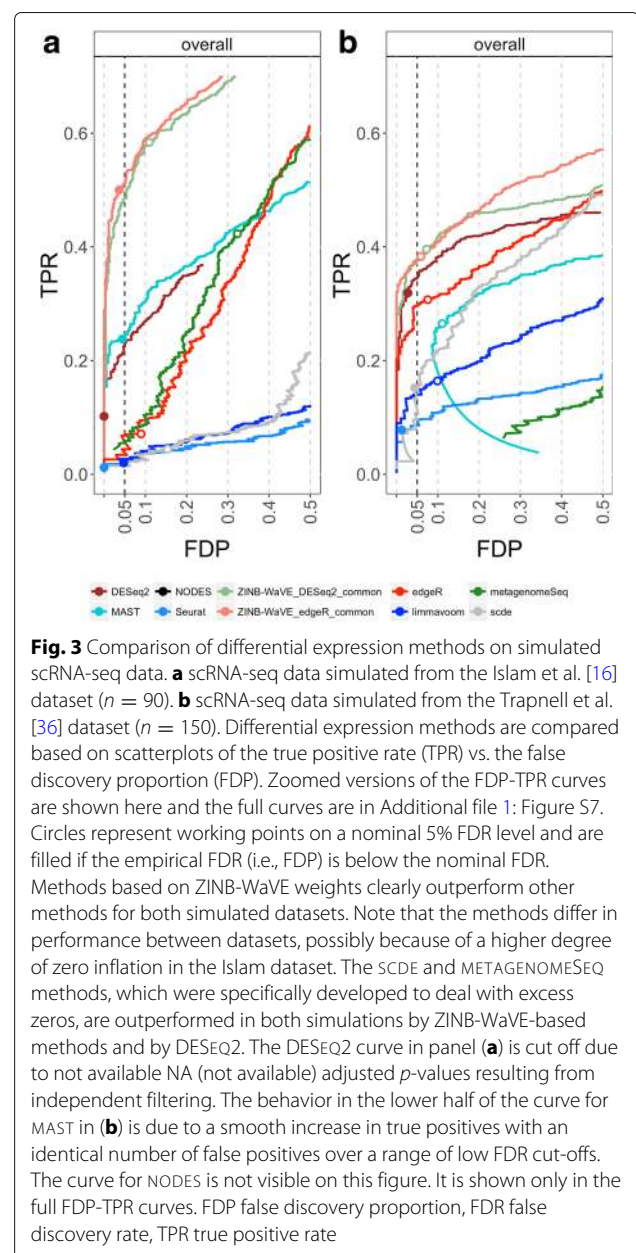 a
b
overall
overall
TPR
0.6
0.4
0.2
0.0
0.05
0.1
0.2
0.3
0.4
0.5
FDP
TPR
0.6
0.4
0.2
0.0
0.05
0.1
0.2
0.3
0.4
0.5
FDP
DESeq2
NODES
ZINB-WaVE_DESeq2_common
edgeR
metagenomeSeq
MAST
Seurat
ZINB-WaVE_edgeR_common
limmavoom
scde
Fig. 3 Comparison of differential expression methods on simulated
scRNA-seq data. a scRNA-seq data simulated from the Islam et al. [16]
dataset (n = 90). b scRNA-seq data simulated from the Trapnell et al.
[36] dataset (n = 150). Differential expression methods are compared
based on scatterplots of the true positive rate (TPR) vs. the false
discovery proportion (FDP). Zoomed versions of the FDP-TPR curves
are shown here and the full curves are in Additional file 1: Figure S7.
Circles represent working points on a nominal 5% FDR level and are
filled if the empirical FDR (i.e., FDP) is below the nominal FDR.
Methods based on ZINB-WaVE weights clearly outperform other
methods for both simulated datasets. Note that the methods differ in
performance between datasets, possibly because of a higher degree
of zero inflation in the Islam dataset. The SCDE and METAGENOMESEQ
methods, which were specifically developed to deal with excess
zeros, are outperformed in both simulations by ZINB-WaVE-based
methods and by DESEQ2. The DESEQ2 curve in panel (a) is cut off due
to not available NA (not available) adjusted p-values resulting from
independent filtering. The behavior in the lower half of the curve for
MAST in (b) is due to a smooth increase in true positives with an
identical number of false positives over a range of low FDR cut-offs.
The curve for NODES is not visible on this figure. It is shown only in the
full FDP-TPR curves. FDP false discovery proportion, FDR false
discovery rate, TPR true positive rate